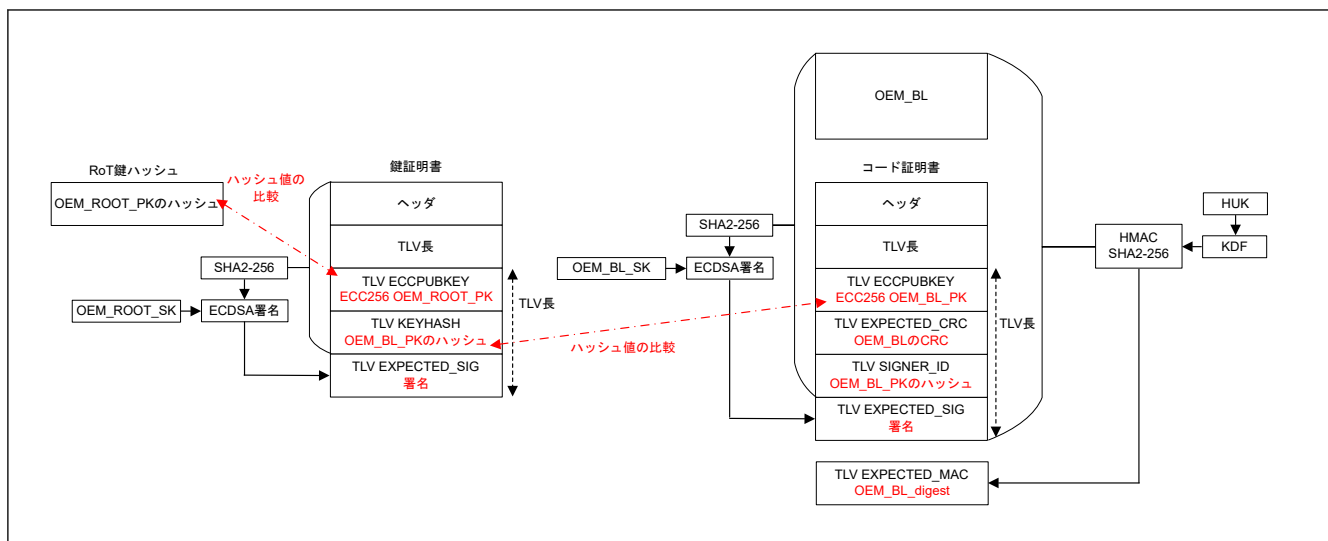 RoT鍵ハッシュ
OEM_ROOT_PKのハッシュ
ハッシュ値の
比較
SHA2-256
OEM_ROOT_SK
ECDSA署名
鍵証明書
ヘッダ
TLV長
TLV ECCPUBKEY
ECC256 OEM_ROOT_PK
TLV KEYHASH
OEM_BL_PKのハッシュ
TLV EXPECTED_SIG
署名
TLV長
ハッシュ値の比較
SHA2-256
OEM_BL_SK
ECDSA署名
OEM_BL
コード証明書
ヘッダ
TLV長
TLV ECCPUBKEY
ECC256 OEM_BL_PK
TLV EXPECTED_CRC
OEM_BLのCRC
TLV SIGNER_ID
OEM_BL_PKのハッシュ
TLV EXPECTED_SIG
署名
TLV長
TLV EXPECTED_MAC
OEM_BL_digest
HMAC
SHA2-256
HUK
KDF